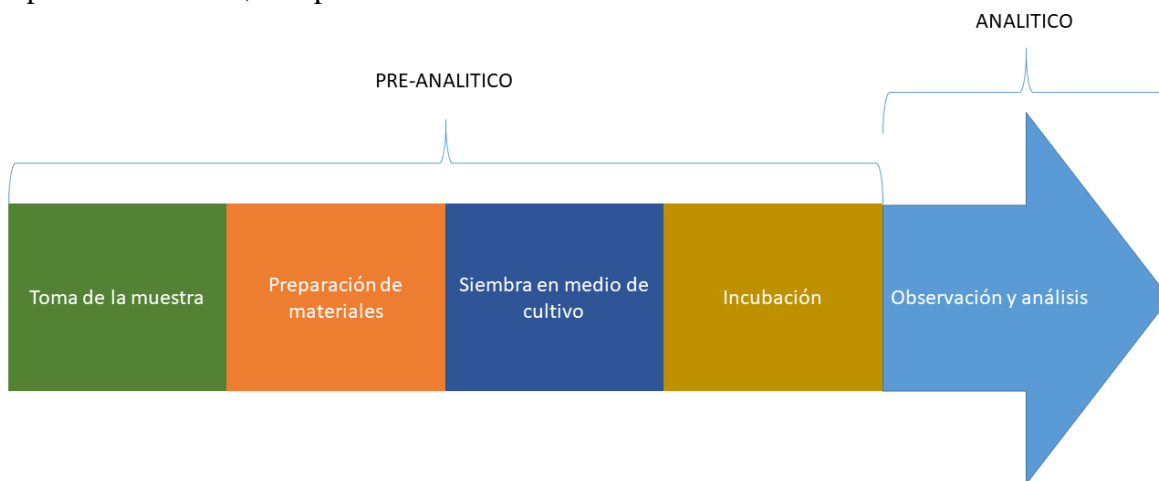 ANALITICO
PRE-ANALITICO
Toma de la muestra
Preparación de
materiales
Siembra en medio de
cultivo
Incubación
Observación y análisis